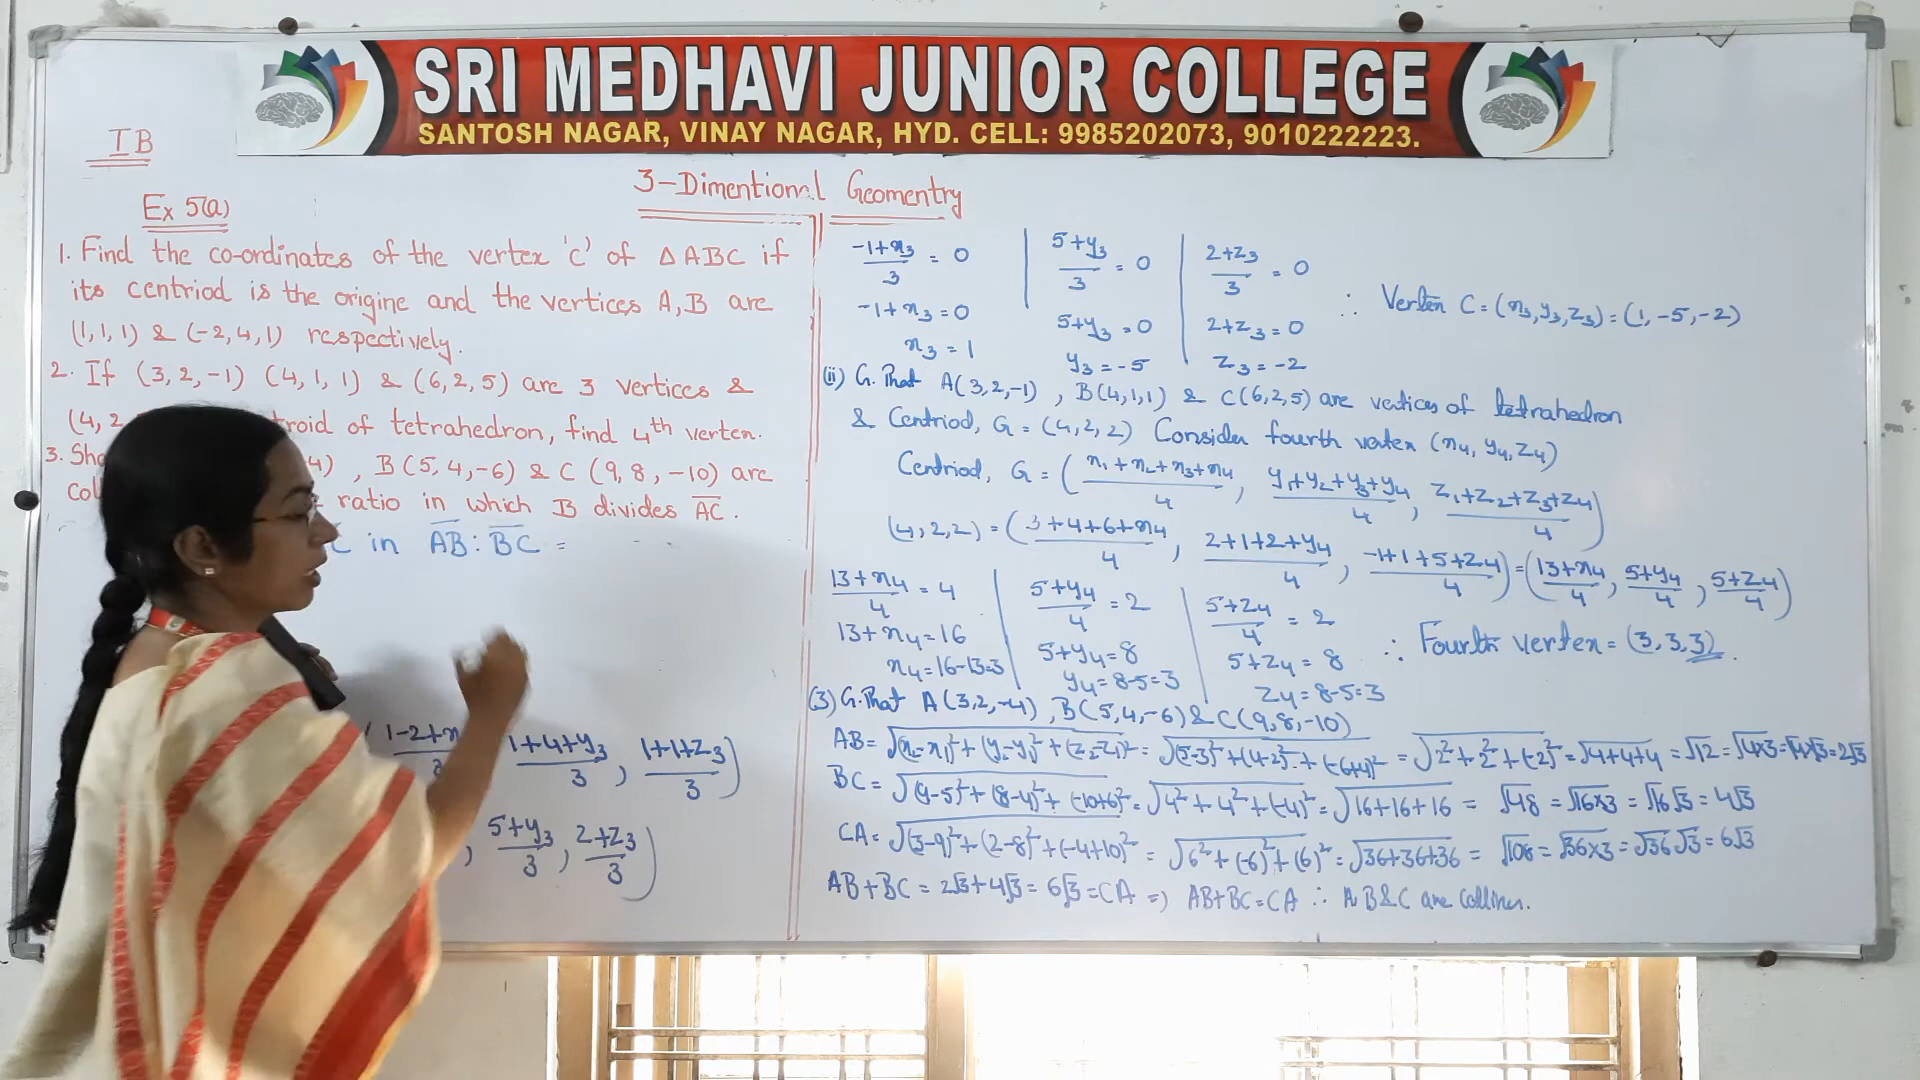 SRI MEDHAVI JUNIOR COLLEGE
SANTOSH NAGAR, VINAY NAGAR, HYD. CELL: 9985202073, 9010222223.
IB
3-Dimentional Geomentry
Ex 5(a)
1. Find the co-ordinates of the vertex 'c' of Δ ABC if
its centriod is the origine and the vertices A, B are
(1, 1, 1) & (-2, 4, 1) respectively.
2. If (3, 2, -1) (4, 1, 1) & (6, 2, 5) are 3 vertices &
(4, 2 troid of tetrahedron, find 4th vertex.
3. Sho 4), B(5, 4, -6) & C (9, 8, -10) are
col ratio in which B divides A̅C̅.
in A̅B̅ : B̅C̅ =
(1-2+x /3, 1+4+y₃/3, 1+1+z₃/3)
, 5+y₃/3, 2+z₃/3)
-1+x₃/3 = 0 | 5+y₃/3 = 0 | 2+z₃/3 = 0
-1+x₃=0 | 5+y₃=0 | 2+z₃=0
x₃=1 | y₃=-5 | z₃=-2
∴ Vertex C = (x₃,y₃,z₃) = (1, -5, -2)
(ii) G. That A(3,2,-1), B(4,1,1) & C(6,2,5) are vertices of tetrahedron
& Centriod, G = (4,2,2) Consider fourth vertex (x₄, y₄, z₄)
Centriod, G = (x₁+x₂+x₃+x₄/4, y₁+y₂+y₃+y₄/4, z₁+z₂+z₃+z₄/4)
(4,2,2) = (3+4+6+x₄/4, 2+1+2+y₄/4, -1+1+5+z₄/4) = (13+x₄/4, 5+y₄/4, 5+z₄/4)
13+x₄/4 = 4 | 5+y₄/4 = 2 | 5+z₄/4 = 2
13+x₄=16 | 5+y₄=8 | 5+z₄=8
x₄=16-13=3 | y₄=8-5=3 | z₄=8-5=3
∴ Fourth vertex = (3,3,3).
(3) G.That A(3,2,-4), B(5,4,-6) & C(9,8,-10)
AB = √(x₂-x₁)²+(y₂-y₁)²+(z₂-z₁)² = √(5-3)²+(4-2)²+(-6+4)² = √2²+2²+(-2)² = √4+4+4 = √12 = √4×3 = √4×√3 = 2√3
BC = √(9-5)²+(8-4)²+(-10+6)² = √4²+4²+(-4)² = √16+16+16 = √48 = √16×3 = √16 √3 = 4√3
CA = √(3-9)²+(2-8)²+(-4+10)² = √6²+(-6)²+(6)² = √36+36+36 = √108 = √36×3 = √36 √3 = 6√3
AB+BC = 2√3+4√3 = 6√3 = CA ⇒ AB+BC=CA ∴ A B & C are collinear.